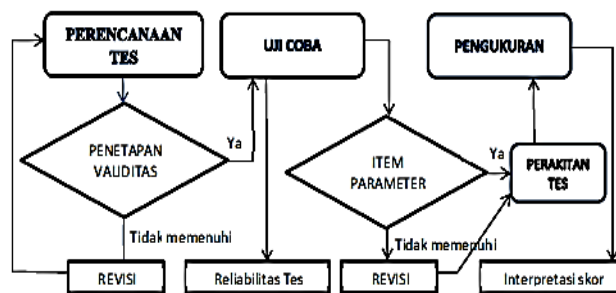 PERENCANAAN
TES
UJI COBA
PENGUKURAN
PENETAPAN
VALIDITAS
Ya
ITEM
PARAMETER
Ya
PERAKITAN
TES
Tidak memenuhi
Tidak memenuhi
REVISI
Reliabilitas Tes
REVISI
Interpretasi skor